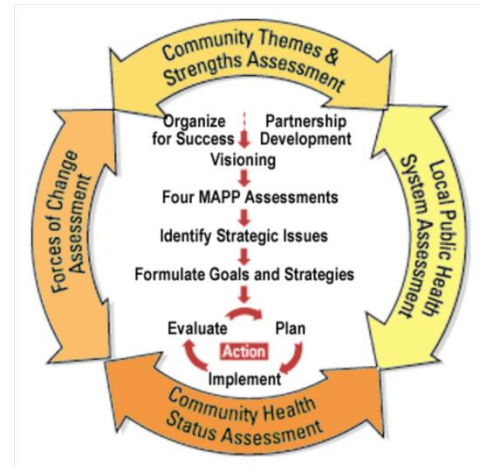 Community Themes &
Strengths Assessment
Organize
for Success
Partnership
Development
Visioning
Four MAPP Assessments
Identify Strategic Issues
Formulate Goals and Strategies
Evaluate
Plan
Action
Implement
Forces of Change
Assessment
Local Public Health
System Assessment
Community Health
Status Assessment